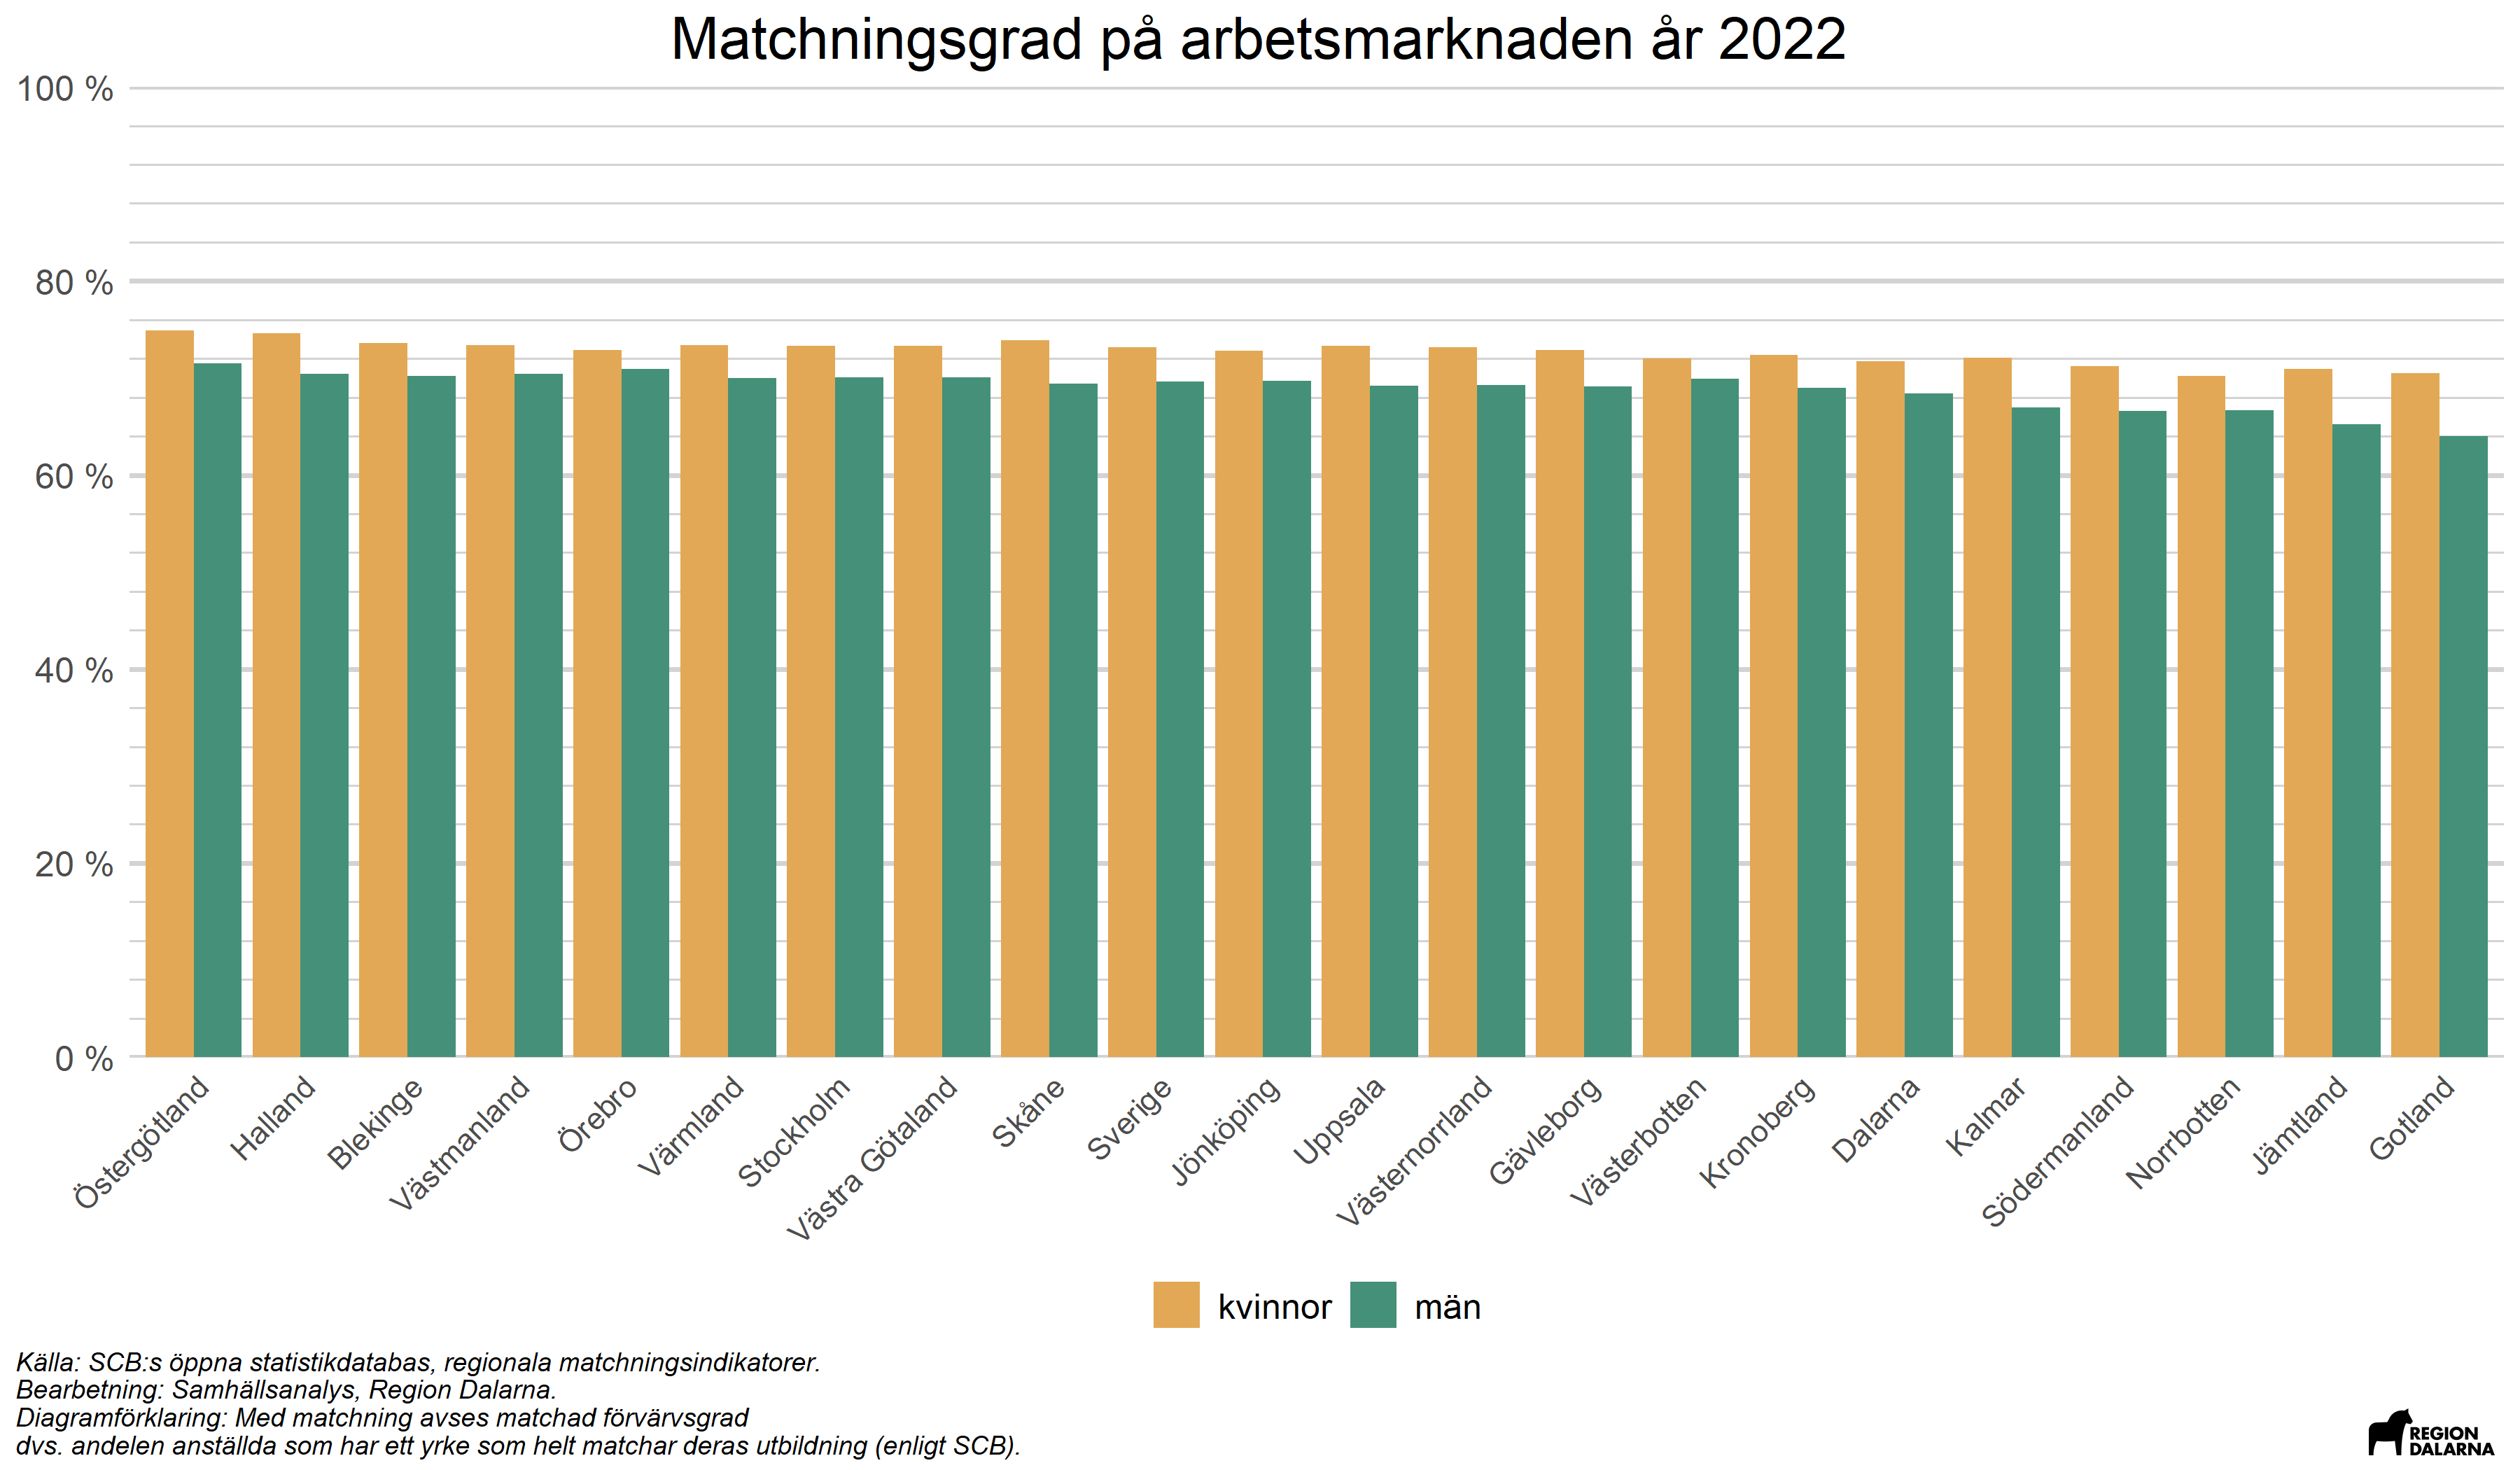 Matchningsgrad på arbetsmarknaden år 2022
100 %
80 %
60 %
40 %
20 %
0 %
Östergötland
Halland
Blekinge
Västmanland
Örebro
Värmland
Stockholm
Västra Götaland
Skåne
Sverige
Jönköping
Uppsala
Västernorrland
Gävleborg
Västerbotten
Kronoberg
Dalarna
Kalmar
Södermanland
Norrbotten
Jämtland
Gotland
kvinnor
män
Källa: SCB:s öppna statistikdatabas, regionala matchningsindikatorer.
Bearbetning: Samhällsanalys, Region Dalarna.
Diagramförklaring: Med matchning avses matchad förvärvsgrad
dvs. andelen anställda som har ett yrke som helt matchar deras utbildning (enligt SCB).
REGION
DALARNA